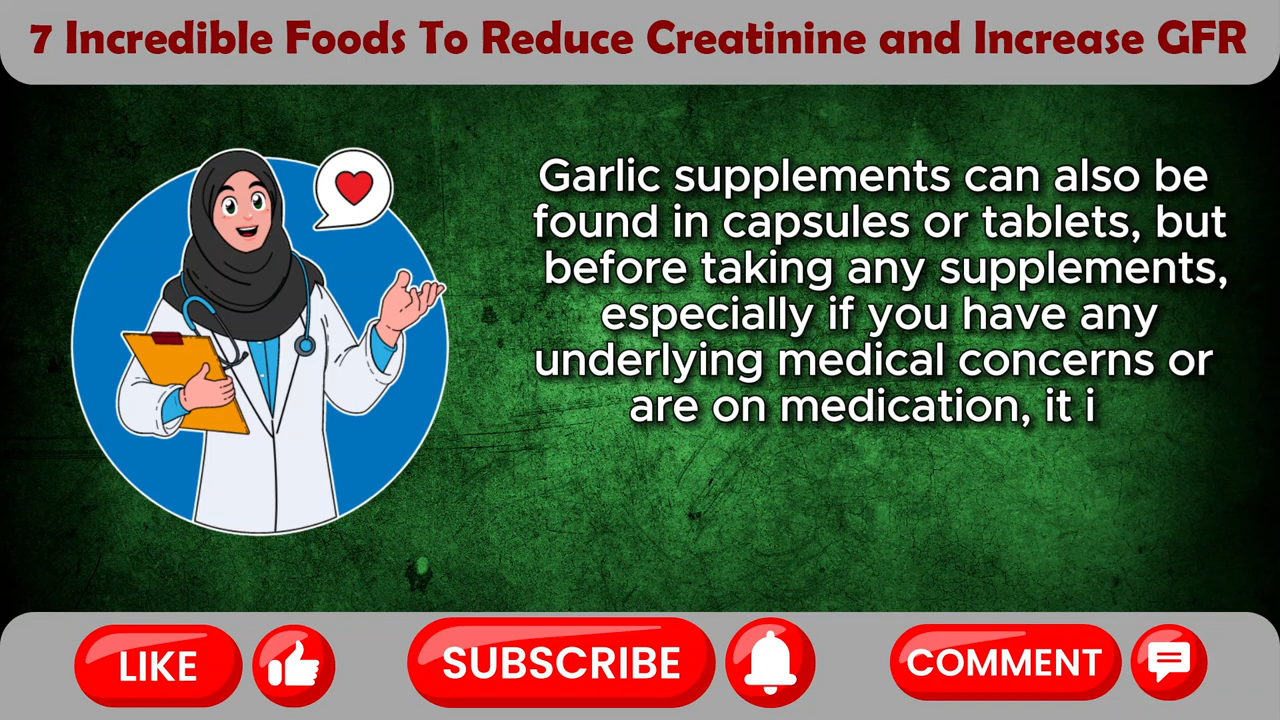 7 Incredible Foods To Reduce Creatinine and Increase GFR
Garlic supplements can also be
found in capsules or tablets, but
before taking any supplements,
especially if you have any
underlying medical concerns or
are on medication, it i
LIKE
SUBSCRIBE
COMMENT